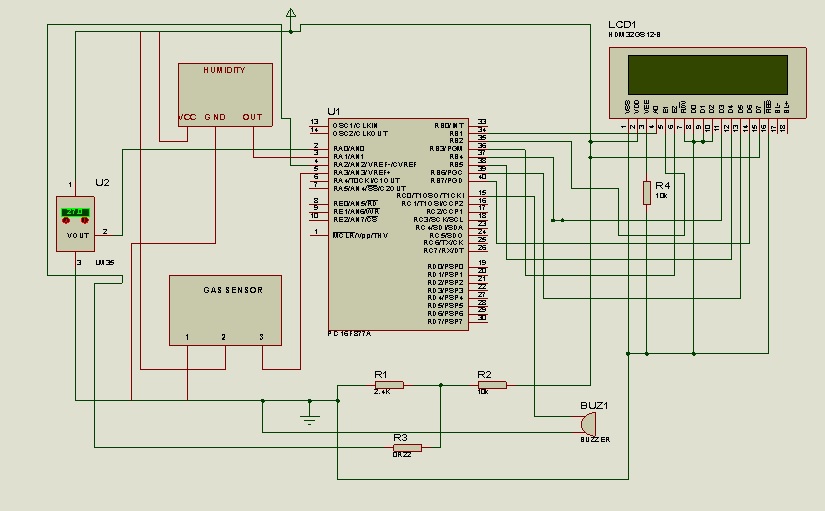 LCD1
HDM32GS12-B
VSS VDD VEE A0 E1 E2 R/W D0 D1 D2 D3 D4 D5 D6 D7 RES BL- BL+
1 2 3 4 5 6 7 8 9 10 11 12 13 14 15 16 17 18
HUMIDITY
VCC GND OUT
U1
13 OSC1/CLKIN RB0/INT 33
14 OSC2/CLKOUT RB1 34
RB2 35
2 RA0/AN0 RB3/PGM 36
3 RA1/AN1 RB4 37
4 RA2/AN2/VREF-/CVREF RB5 38
5 RA3/AN3/VREF+ RB6/PGC 39
6 RA4/T0CKI/C1OUT RB7/PGD 40
7 RA5/AN4/SS/C2OUT
RC0/T1OSO/T1CKI 15
8 RE0/AN5/RD RC1/T1OSI/CCP2 16
9 RE1/AN6/WR RC2/CCP1 17
10 RE2/AN7/CS RC3/SCK/SCL 18
RC4/SDI/SDA 23
1 MCLR/Vpp/THV RC5/SDO 24
RC6/TX/CK 25
RC7/RX/DT 26
RD0/PSP0 19
RD1/PSP1 20
RD2/PSP2 21
RD3/PSP3 22
RD4/PSP4 27
RD5/PSP5 28
RD6/PSP6 29
RD7/PSP7 30
PIC16F877A
R4
10k
1
U2
27.0
VOUT 2
3 LM35
GAS SENSOR
1 2 3
R1
2.4K
R2
10k
BUZ1
BUZZER
R3
0R22